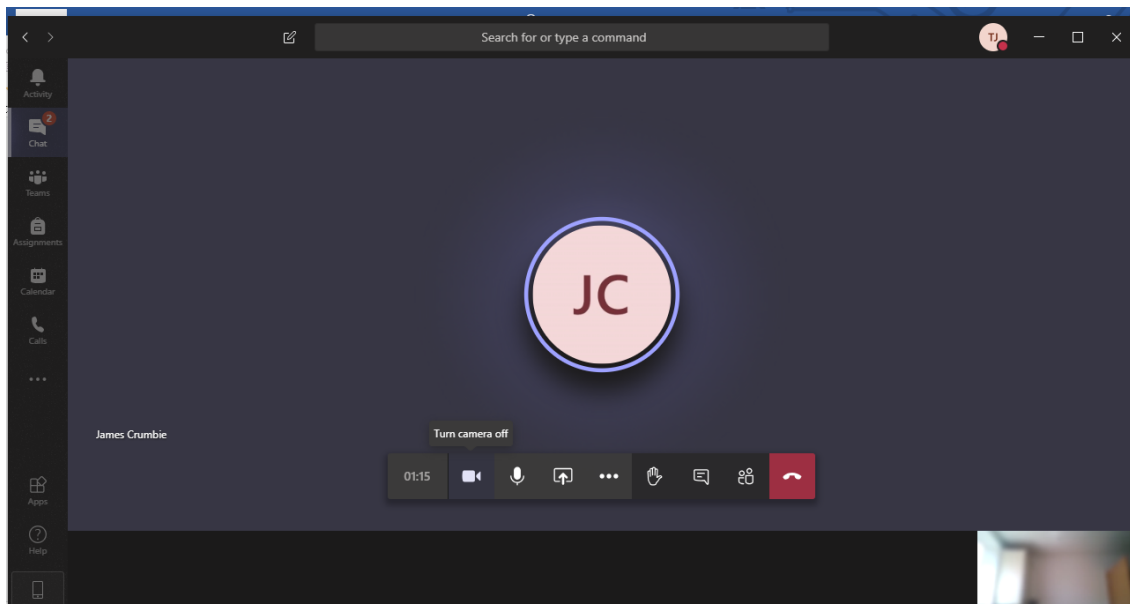 Search for or type a command
TJ
Activity
2
Chat
Teams
Assignments
Calendar
Calls
Apps
Help
JC
James Crumbie
Turn camera off
01:15